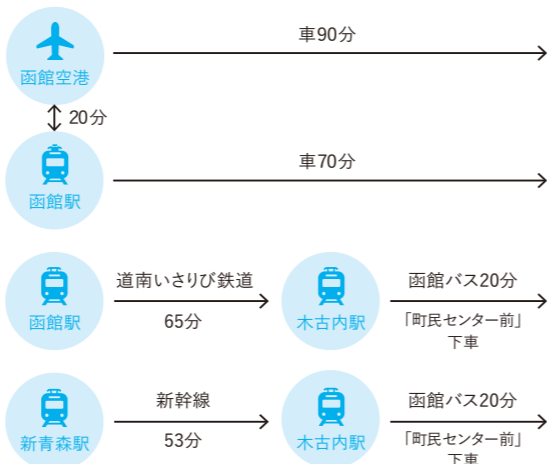 車90分
函館空港
20分
車70分
函館駅
道南いさりび鉄道
函館バス20分
函館駅
65分
木古内駅
「町民センター前」
下車
新幹線
函館バス20分
新青森駅
53分
木古内駅
「町民センター前」
下車